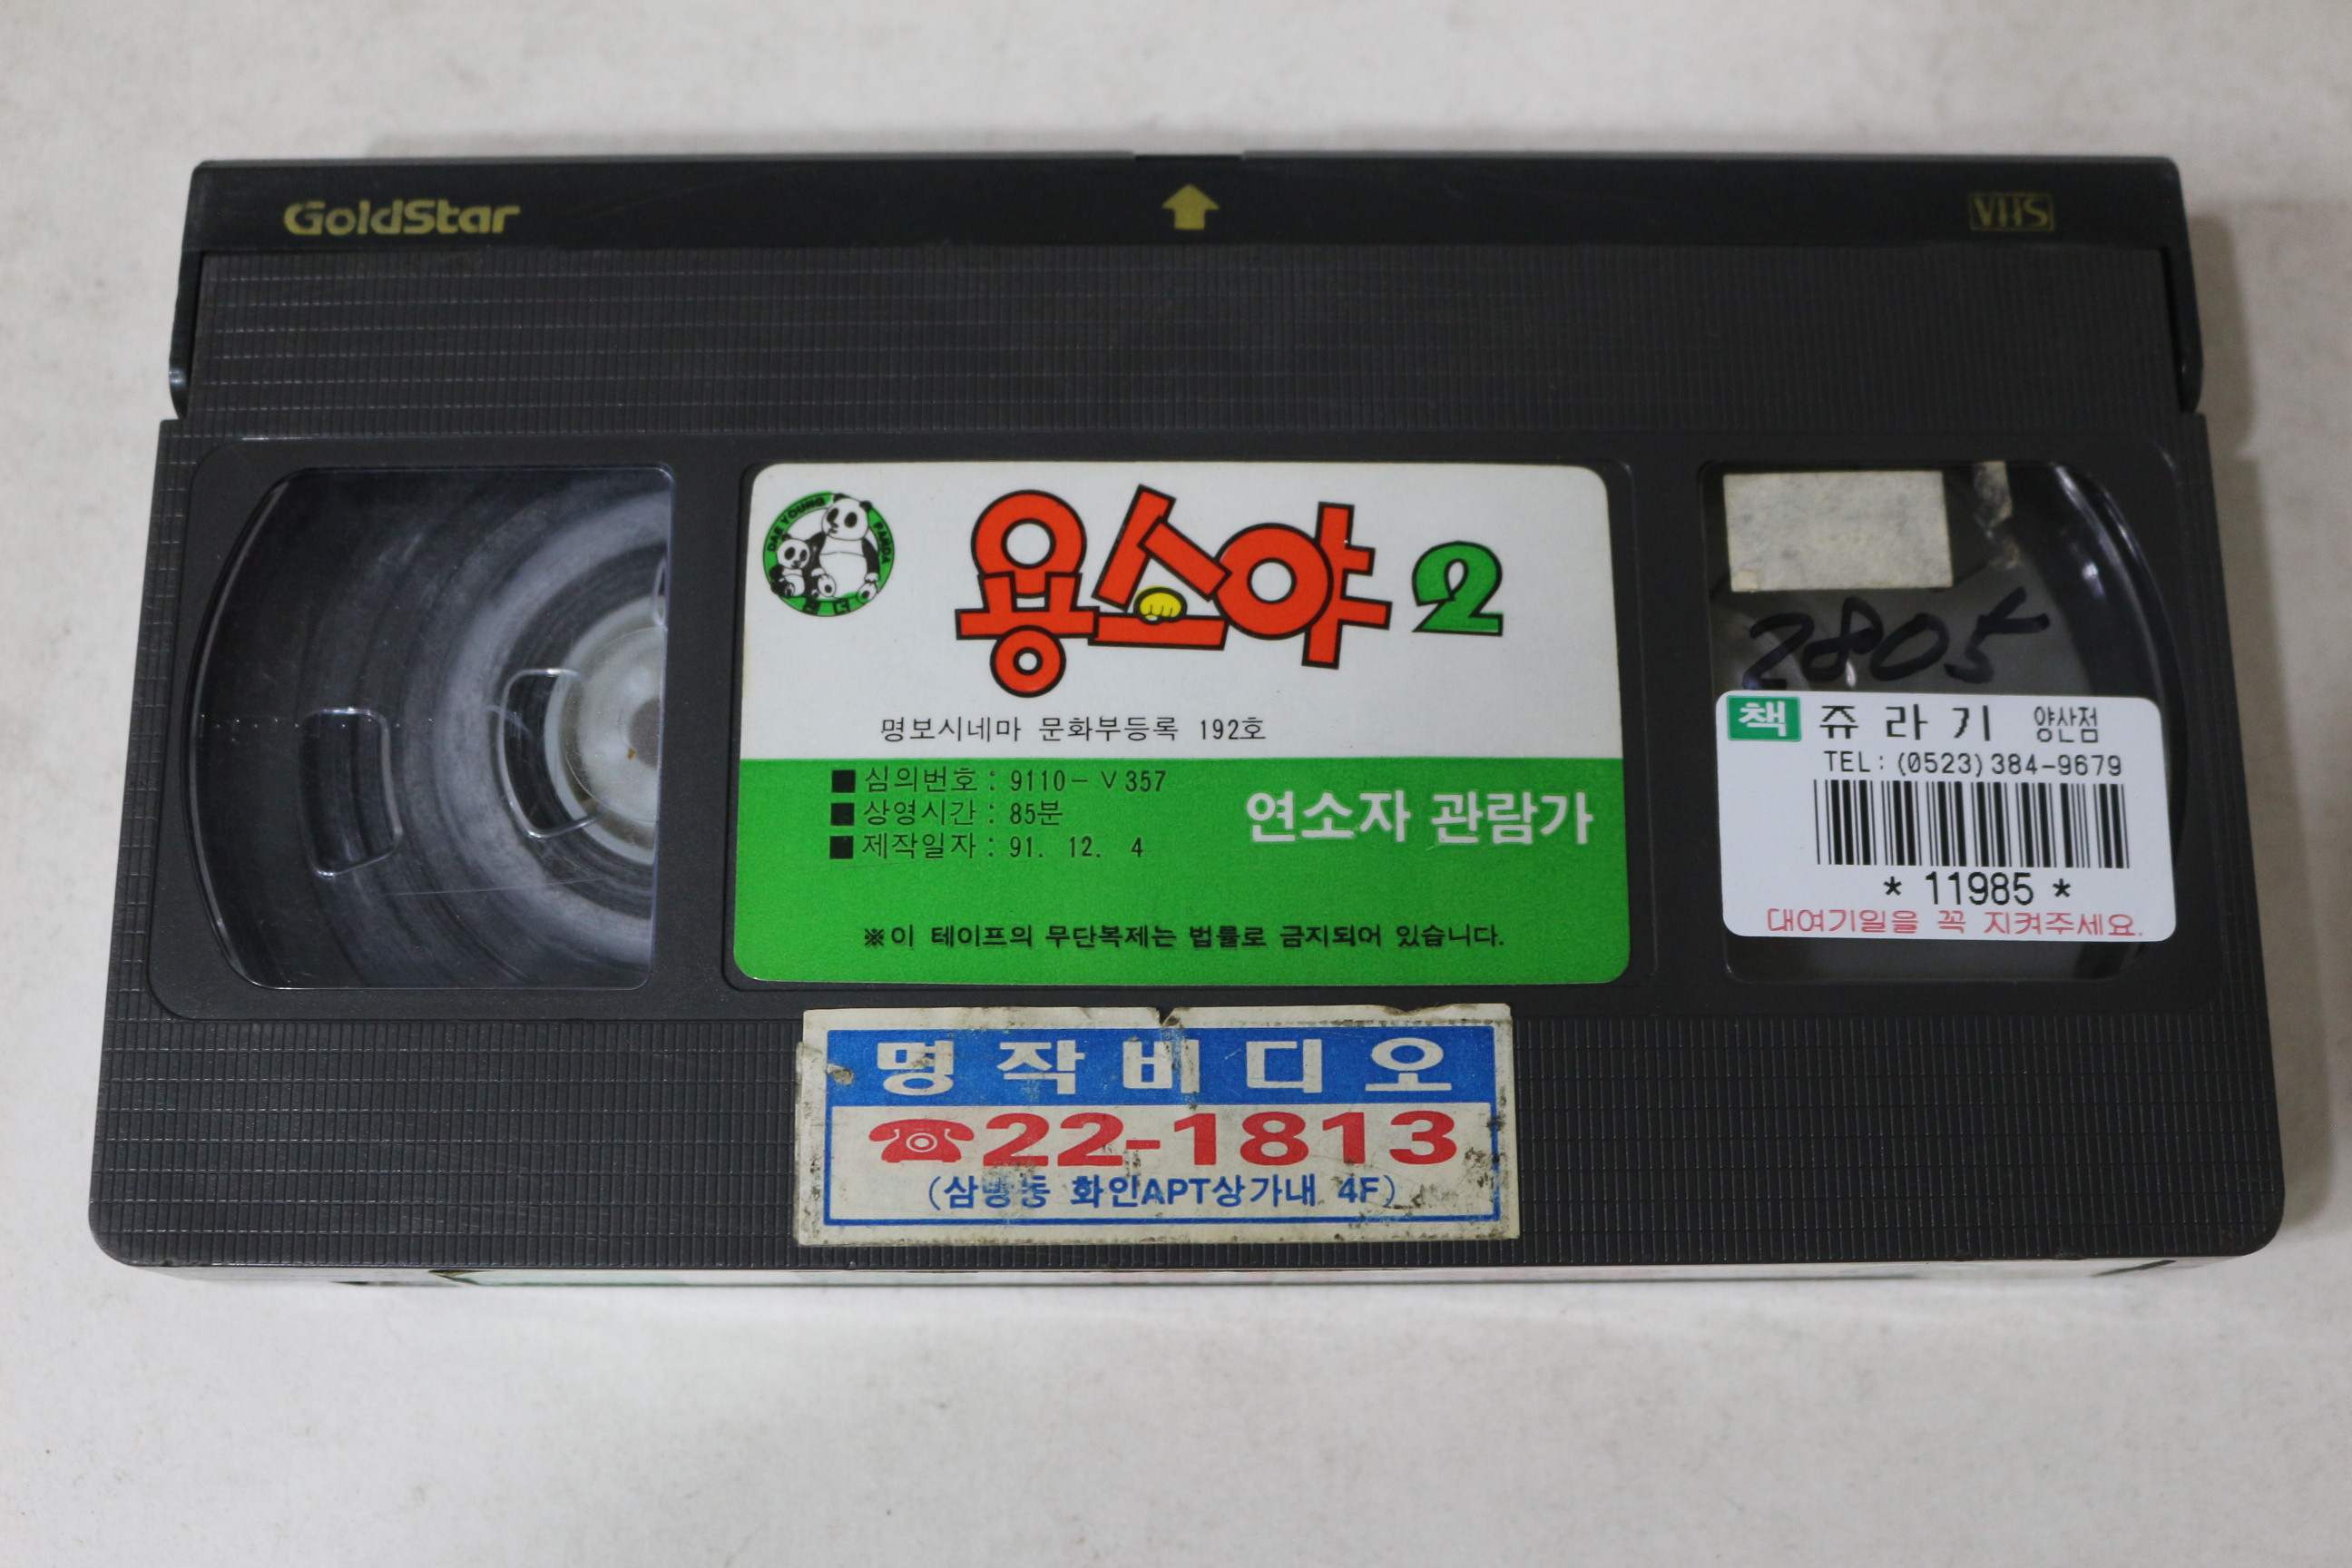 GoldStar
VHS
DAE YOUNG PANDA
용소야 2
명보시네마 문화부등록 192호
■ 심의번호 : 9110-V357
■ 상영시간 : 85분
■ 제작일자 : 91. 12. 4
연소자 관람가
※이 테이프의 무단복제는 법률로 금지되어 있습니다.
2805
책 쥬라기 양산점
TEL:(0523)384-9679
* 11985 *
대여기일을 꼭 지켜주세요.
명작비디오
☎22-1813
(삼방동 화인APT상가내 4F)